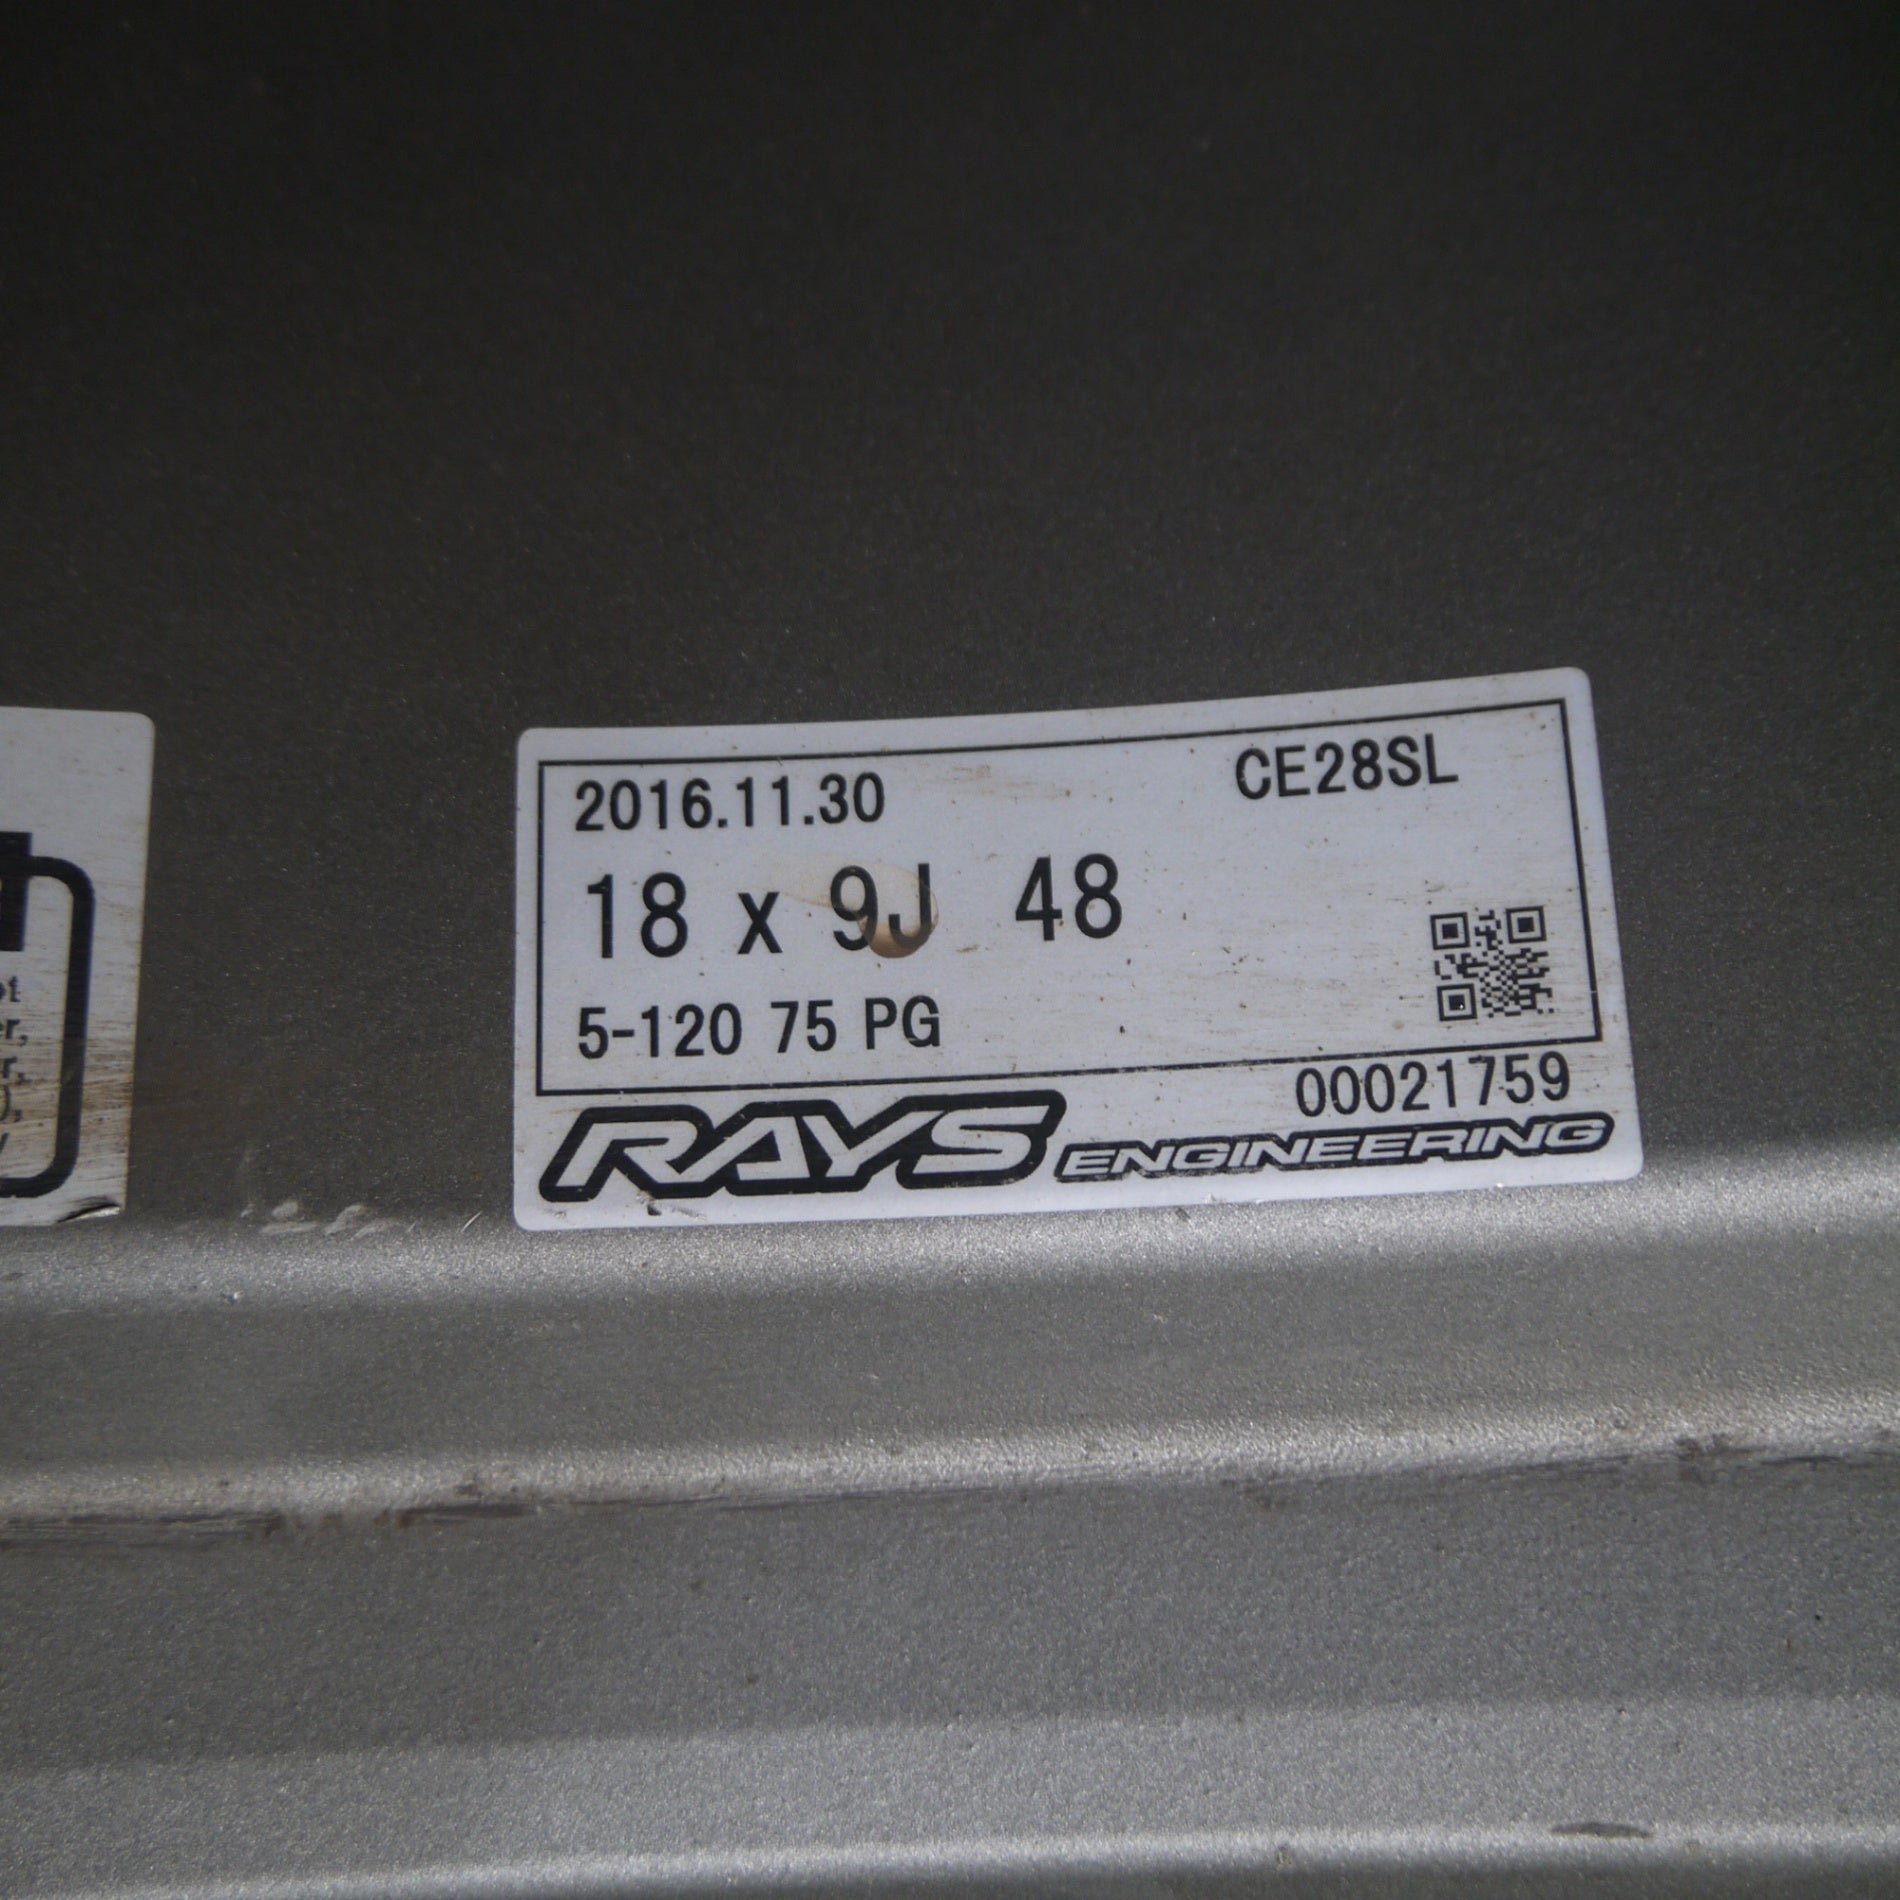 2016.11.30 CE28SL
18 x 9J 48
5-120 75 PG
00021759
RAYS ENGINEERING